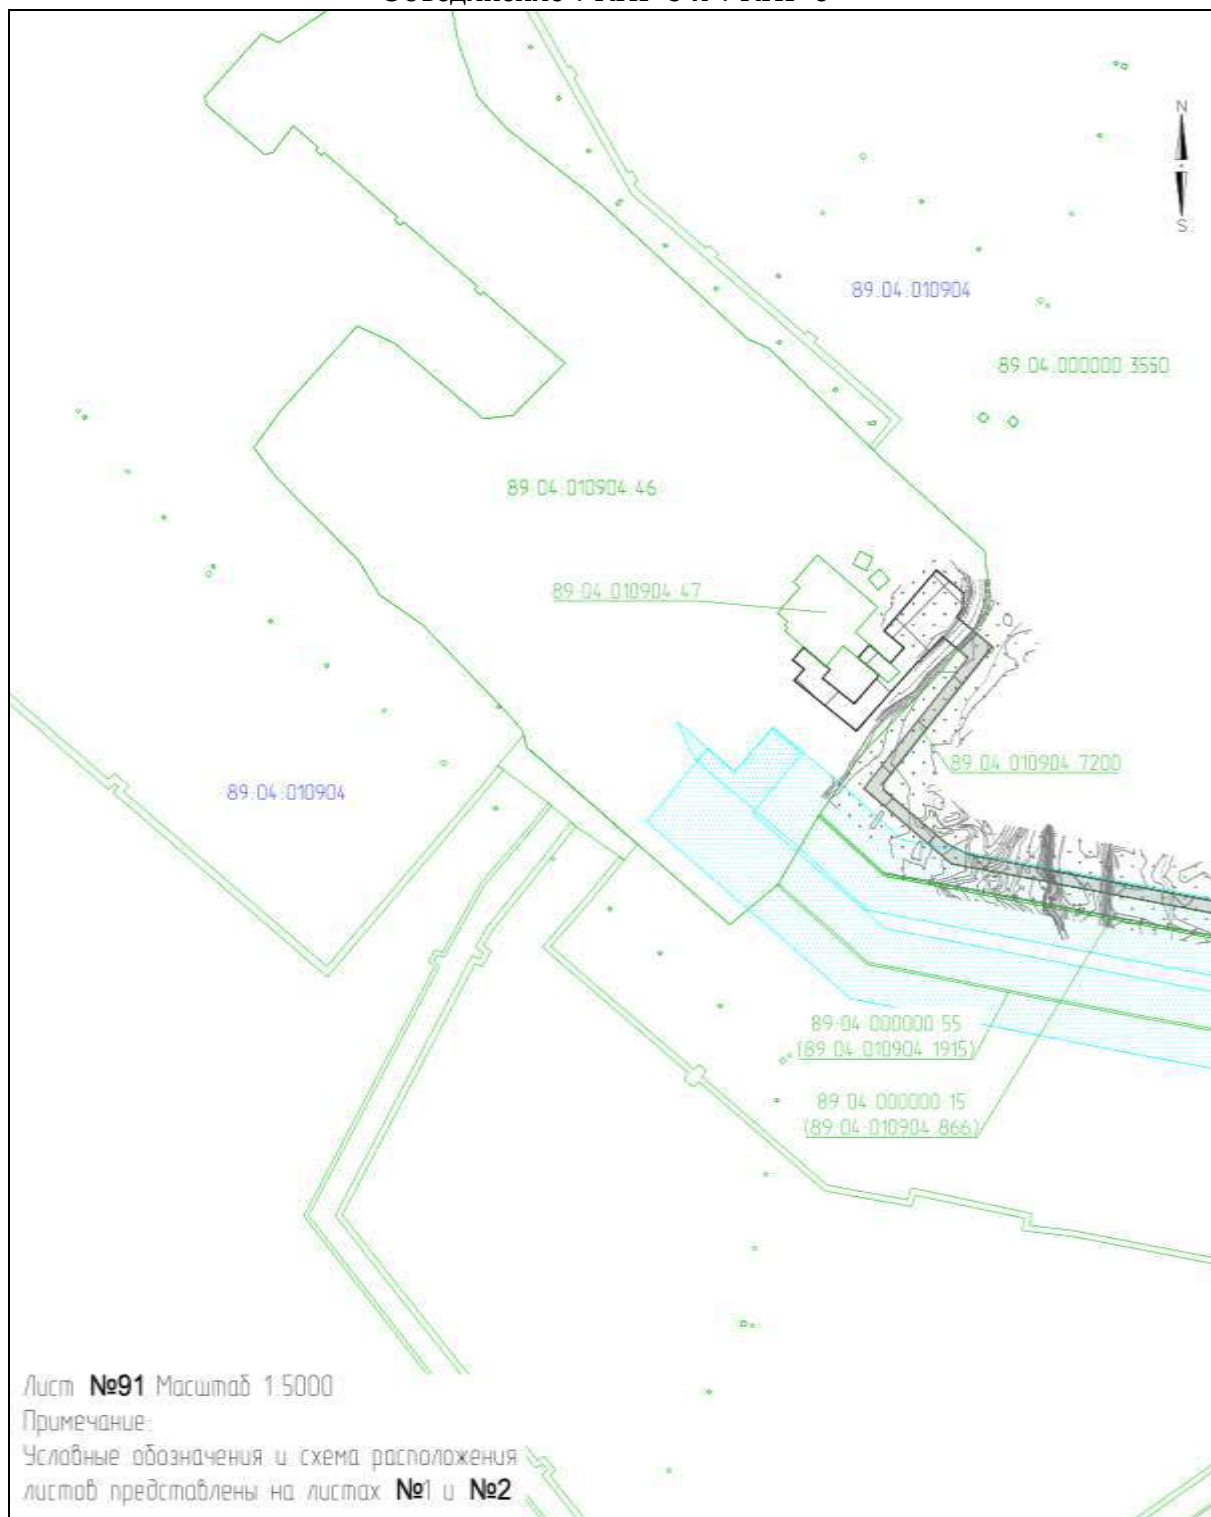 N
S
89:04:010904
89:04:000000:3550
89:04:010904:46
89:04:010904:47
89:04:010904:7200
89:04:010904
89:04:000000:55
(89:04:010904:1915)
89:04:000000:15
(89:04:010904:866)
Лист №91 Масштаб 1:5000
Примечание:
Условные обозначения и схема расположения
листов представлены на листах №1 и №2